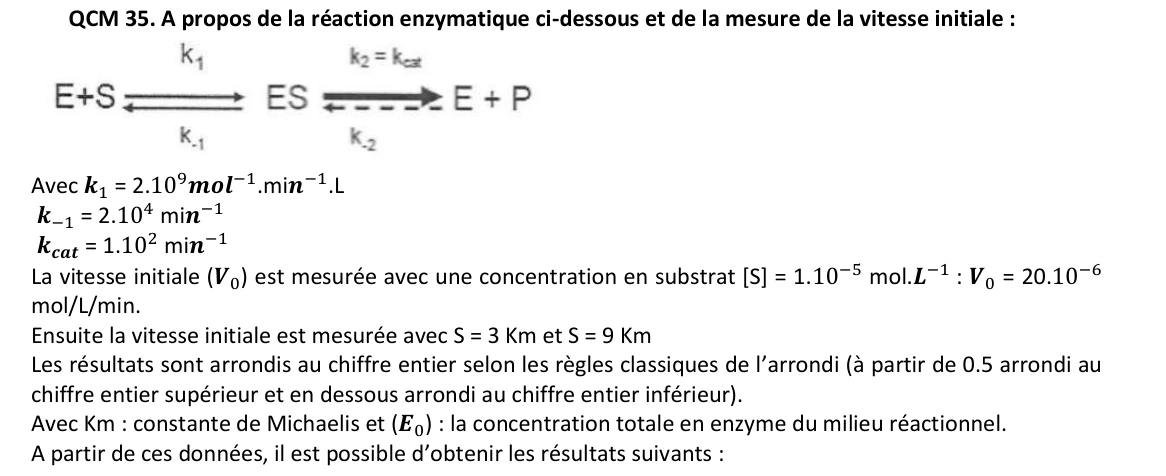 QCM 35. A propos de la réaction enzymatique ci-dessous et de la mesure de la vitesse initiale :
k₁ k₂ = k_cat
E+S ES E + P
k₋₁ k₋₂
Avec k₁ = 2.10⁹mol⁻¹.min⁻¹.L
k₋₁ = 2.10⁴ min⁻¹
k_cat = 1.10² min⁻¹
La vitesse initiale (V₀) est mesurée avec une concentration en substrat [S] = 1.10⁻⁵ mol.L⁻¹ : V₀ = 20.10⁻⁶
mol/L/min.
Ensuite la vitesse initiale est mesurée avec S = 3 Km et S = 9 Km
Les résultats sont arrondis au chiffre entier selon les règles classiques de l’arrondi (à partir de 0.5 arrondi au
chiffre entier supérieur et en dessous arrondi au chiffre entier inférieur).
Avec Km : constante de Michaelis et (E₀) : la concentration totale en enzyme du milieu réactionnel.
A partir de ces données, il est possible d’obtenir les résultats suivants :